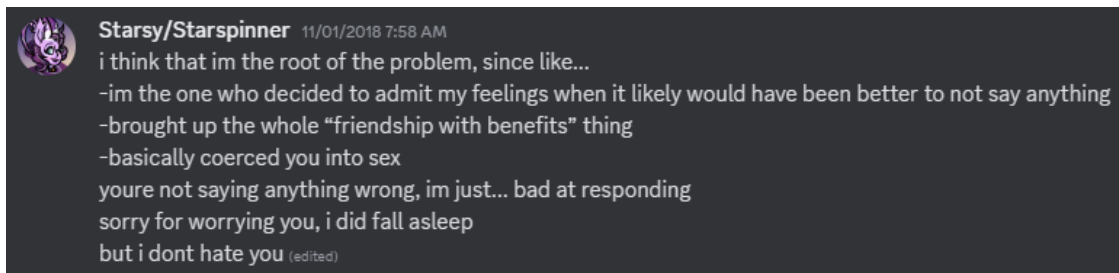 Starsy/Starspinner 11/01/2018 7:58 AM
i think that im the root of the problem, since like...
-im the one who decided to admit my feelings when it likely would have been better to not say anything
-brought up the whole “friendship with benefits” thing
-basically coerced you into sex
youre not saying anything wrong, im just... bad at responding
sorry for worrying you, i did fall asleep
but i dont hate you (edited)